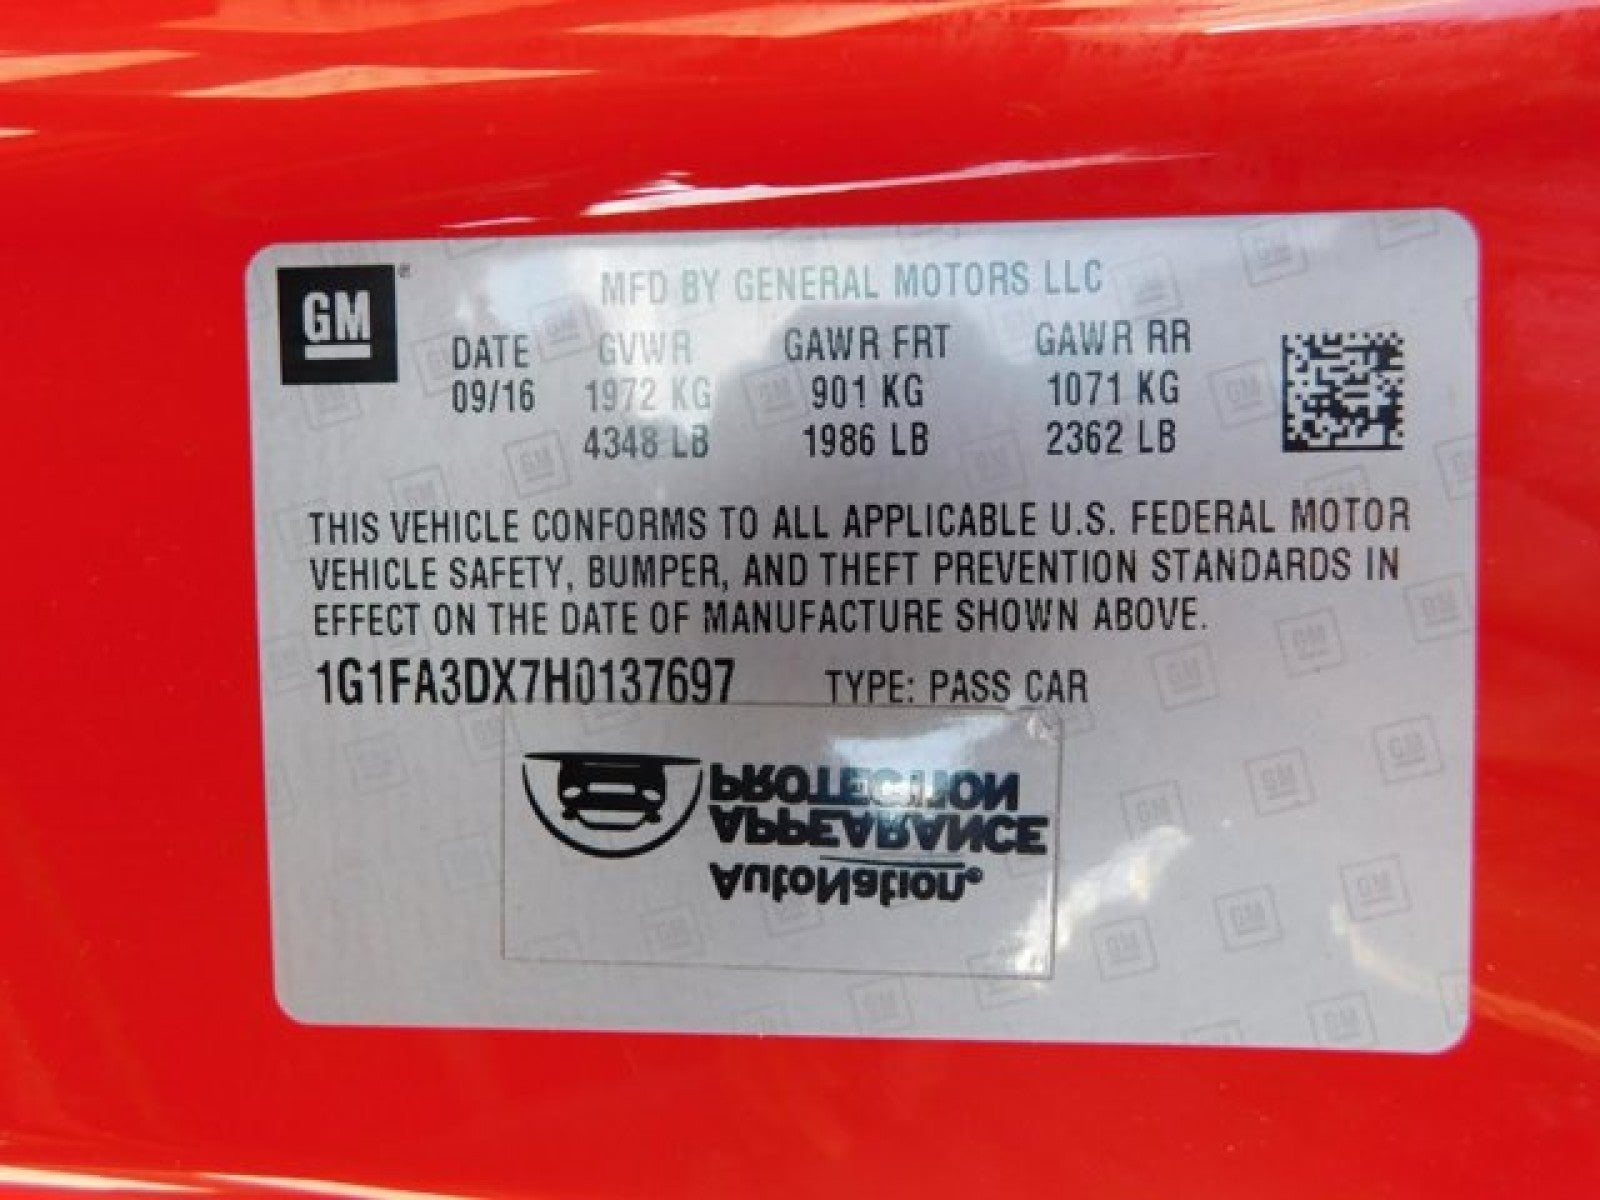 GM®
MFD BY GENERAL MOTORS LLC
DATE GVWR GAWR FRT GAWR RR
09/16 1972 KG 901 KG 1071 KG
4348 LB 1986 LB 2362 LB
THIS VEHICLE CONFORMS TO ALL APPLICABLE U.S. FEDERAL MOTOR
VEHICLE SAFETY, BUMPER, AND THEFT PREVENTION STANDARDS IN
EFFECT ON THE DATE OF MANUFACTURE SHOWN ABOVE.
1G1FA3DX7H0137697 TYPE: PASS CAR
PROTECTION
APPEARANCE
AutoNation®